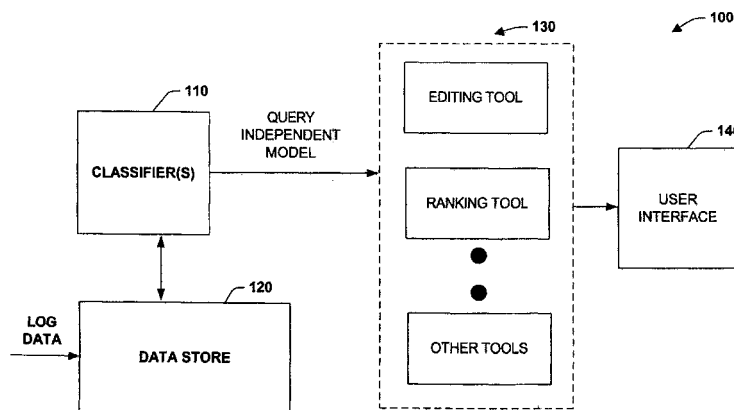 130
100
110
EDITING TOOL
QUERY
INDEPENDENT
MODEL
CLASSIFIER(S)
RANKING TOOL
USER
INTERFACE
120
LOG
DATA
DATA STORE
OTHER TOOLS